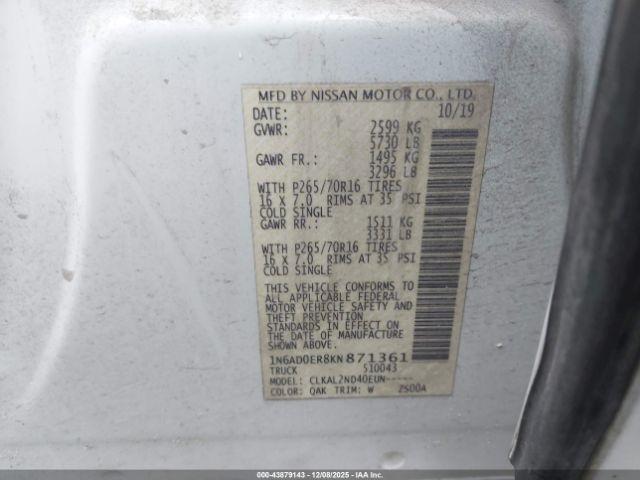 MFD BY NISSAN MOTOR CO., LTD.
DATE: 10/19
GVWR: 2599 KG
5730 LB
GAWR FR.: 1495 KG
3296 LB
WITH P265/70R16 TIRES
16 X 7.0 RIMS AT 35 PSI
COLD SINGLE
GAWR RR.: 1511 KG
3331 LB
WITH P265/70R16 TIRES
16 X 7.0 RIMS AT 35 PSI
COLD SINGLE
THIS VEHICLE CONFORMS TO
ALL APPLICABLE FEDERAL
MOTOR VEHICLE SAFETY
AND THEFT PREVENTION
STANDARDS IN EFFECT ON
THE DATE OF MANUFACTURE
SHOWN ABOVE.
1N6AD0ER8KN871361
TRUCK 510043
MODEL: CLKAL2ND40EUN-----
COLOR: QAK TRIM: W 2S00A
000-43879143 - 12/08/2025 - IAA Inc.